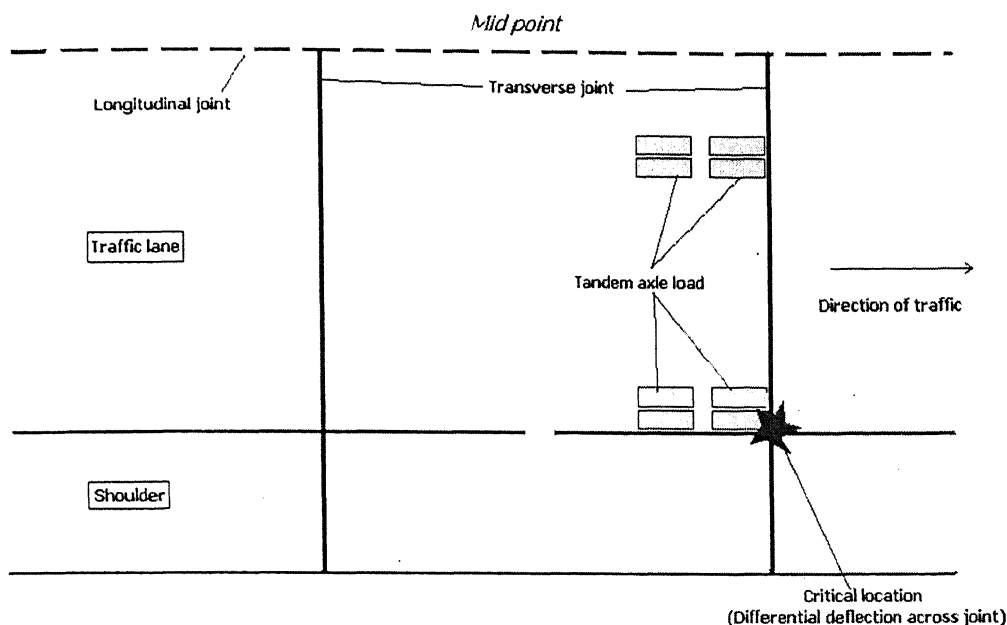 Mid point
Transverse joint
Longitudinal joint
Traffic lane
Tandem axle load
Direction of traffic
Shoulder
Critical location
(Differential deflection across joint)